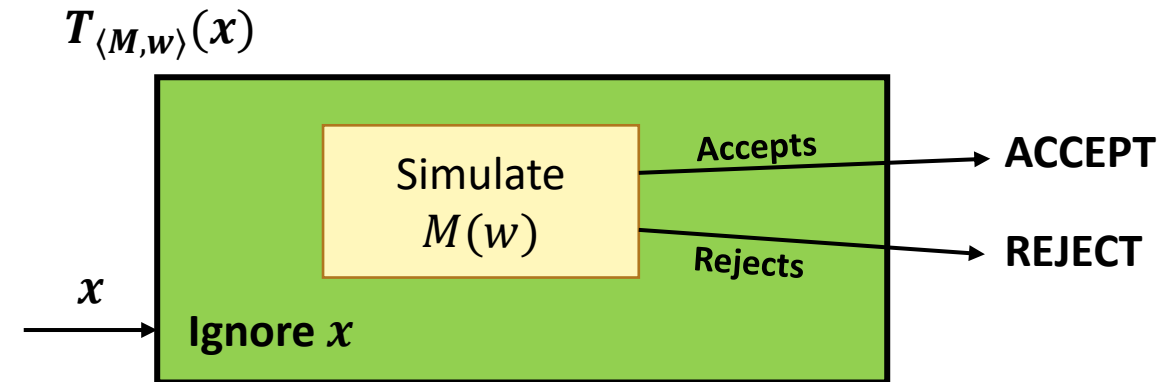 T⟨M,w⟩(x)
Accepts
ACCEPT
Simulate
M(w)
Rejects
REJECT
x
Ignore x